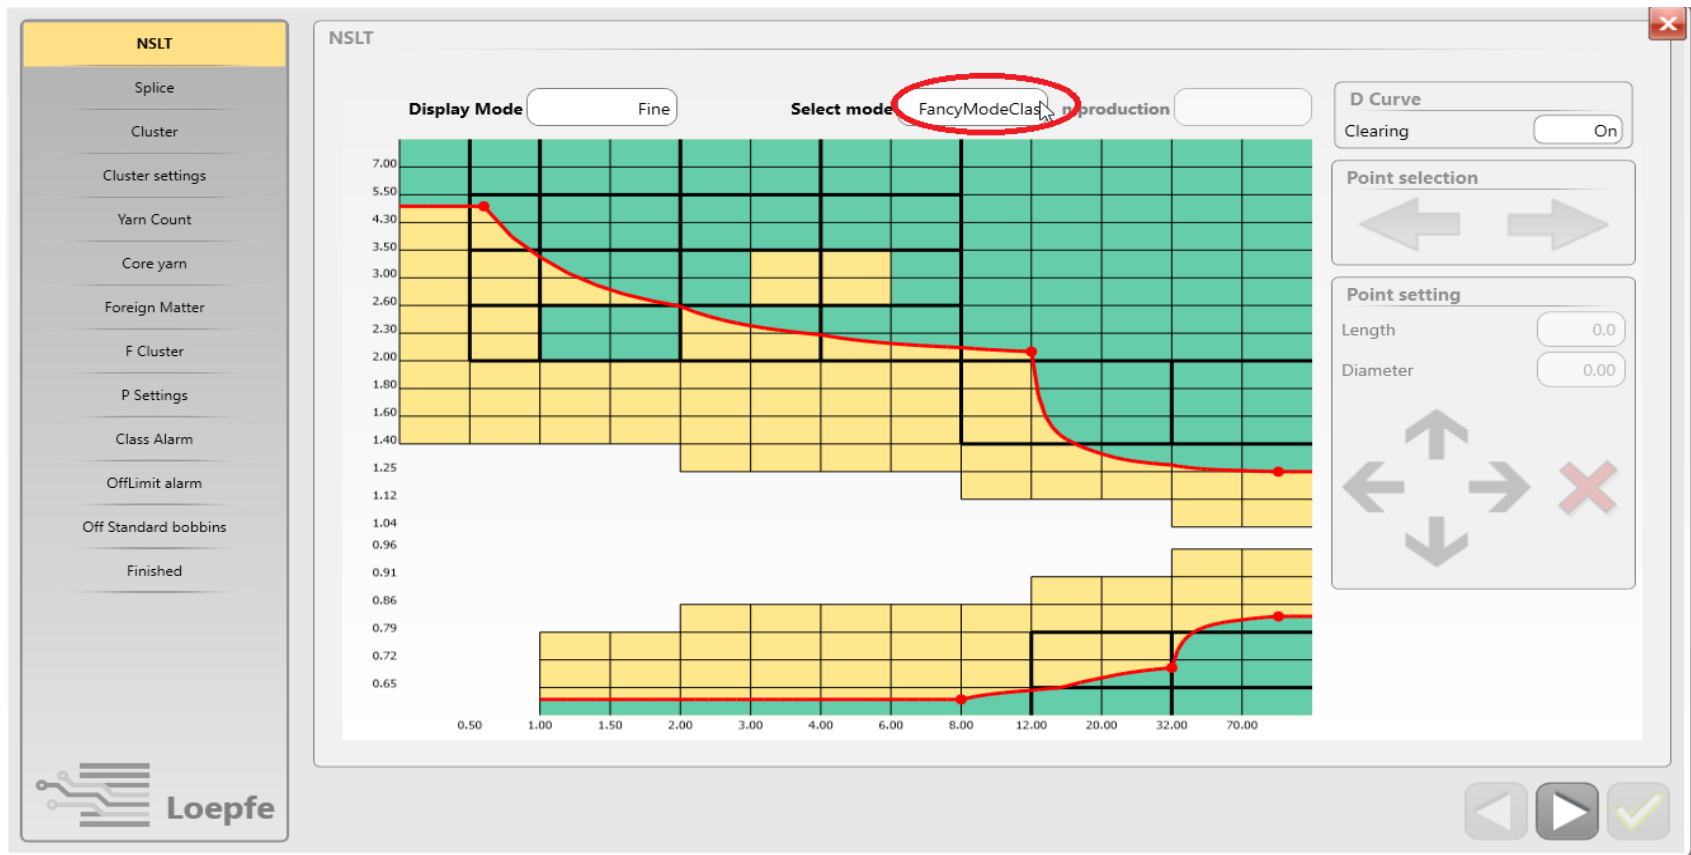 NSLT
Splice
Cluster
Cluster settings
Yarn Count
Core yarn
Foreign Matter
F Cluster
P Settings
Class Alarm
OffLimit alarm
Off Standard bobbins
Finished
Loepfe
NSLT
Display Mode Fine
Select mode FancyModeClas production
7.00
5.50
4.30
3.50
3.00
2.60
2.30
2.00
1.80
1.60
1.40
1.25
1.12
1.04
0.96
0.91
0.86
0.79
0.72
0.65
0.50 1.00 1.50 2.00 3.00 4.00 6.00 8.00 12.00 20.00 32.00 70.00
D Curve
Clearing On
Point selection
Point setting
Length 0.0
Diameter 0.00